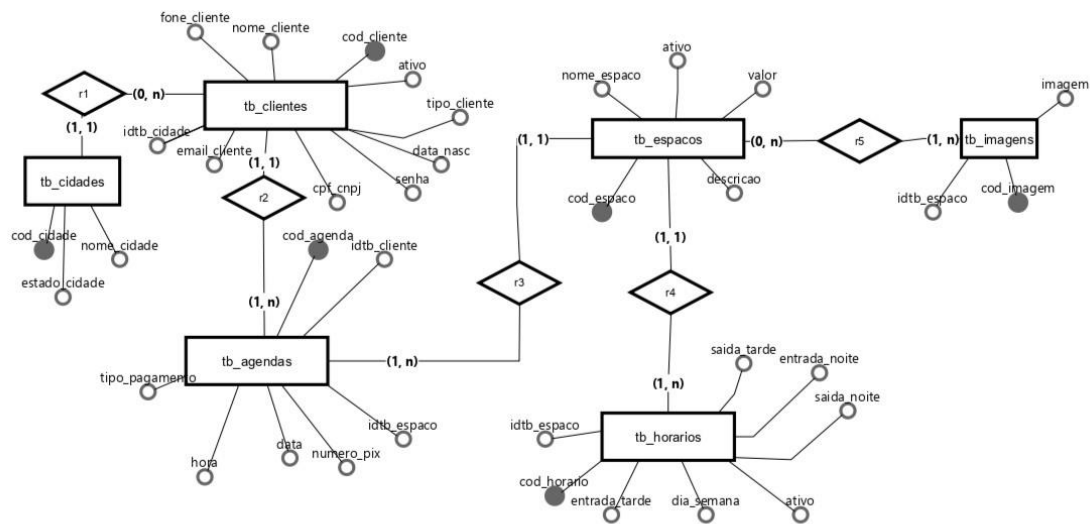 fone_cliente
nome_cliente
cod_cliente
ativo
r1
(0, n)
tb_clientes
tipo_cliente
(1, 1)
idtb_cidade
email_cliente
(1, 1)
cpf_cnpj
senha
data_nasc
tb_cidades
r2
cod_cidade
nome_cidade
estado_cidade
cod_agenda
idtb_cliente
(1, n)
tb_agendas
(1, n)
tipo_pagamento
hora
data
numero_pix
idtb_espaco
r3
(1, 1)
ativo
nome_espaco
valor
tb_espacos
(0, n)
r5
(1, n)
imagem
tb_imagens
idtb_espaco
cod_imagem
cod_espaco
descricao
(1, 1)
r4
(1, n)
saida_tarde
entrada_noite
saida_noite
idtb_espaco
tb_horarios
cod_horario
entrada_tarde
dia_semana
ativo